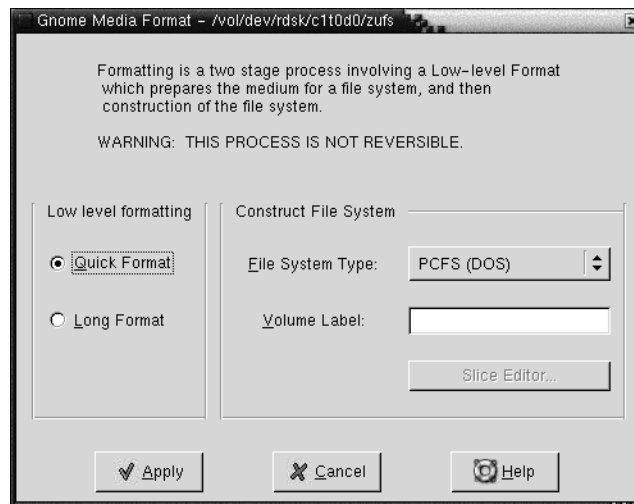 Gnome Media Format - /vol/dev/rdsk/c1t0d0/zufs
Formatting is a two stage process involving a Low-level Format
which prepares the medium for a file system, and then
construction of the file system.
WARNING: THIS PROCESS IS NOT REVERSIBLE.
Low level formatting
Quick Format
Long Format
Construct File System
File System Type:
PCFS (DOS)
Volume Label:
Slice Editor...
Apply
Cancel
Help